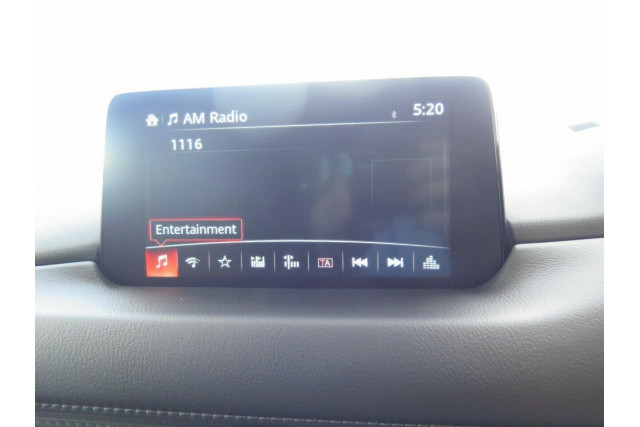 AM Radio
5:20
1116
Entertainment
TA